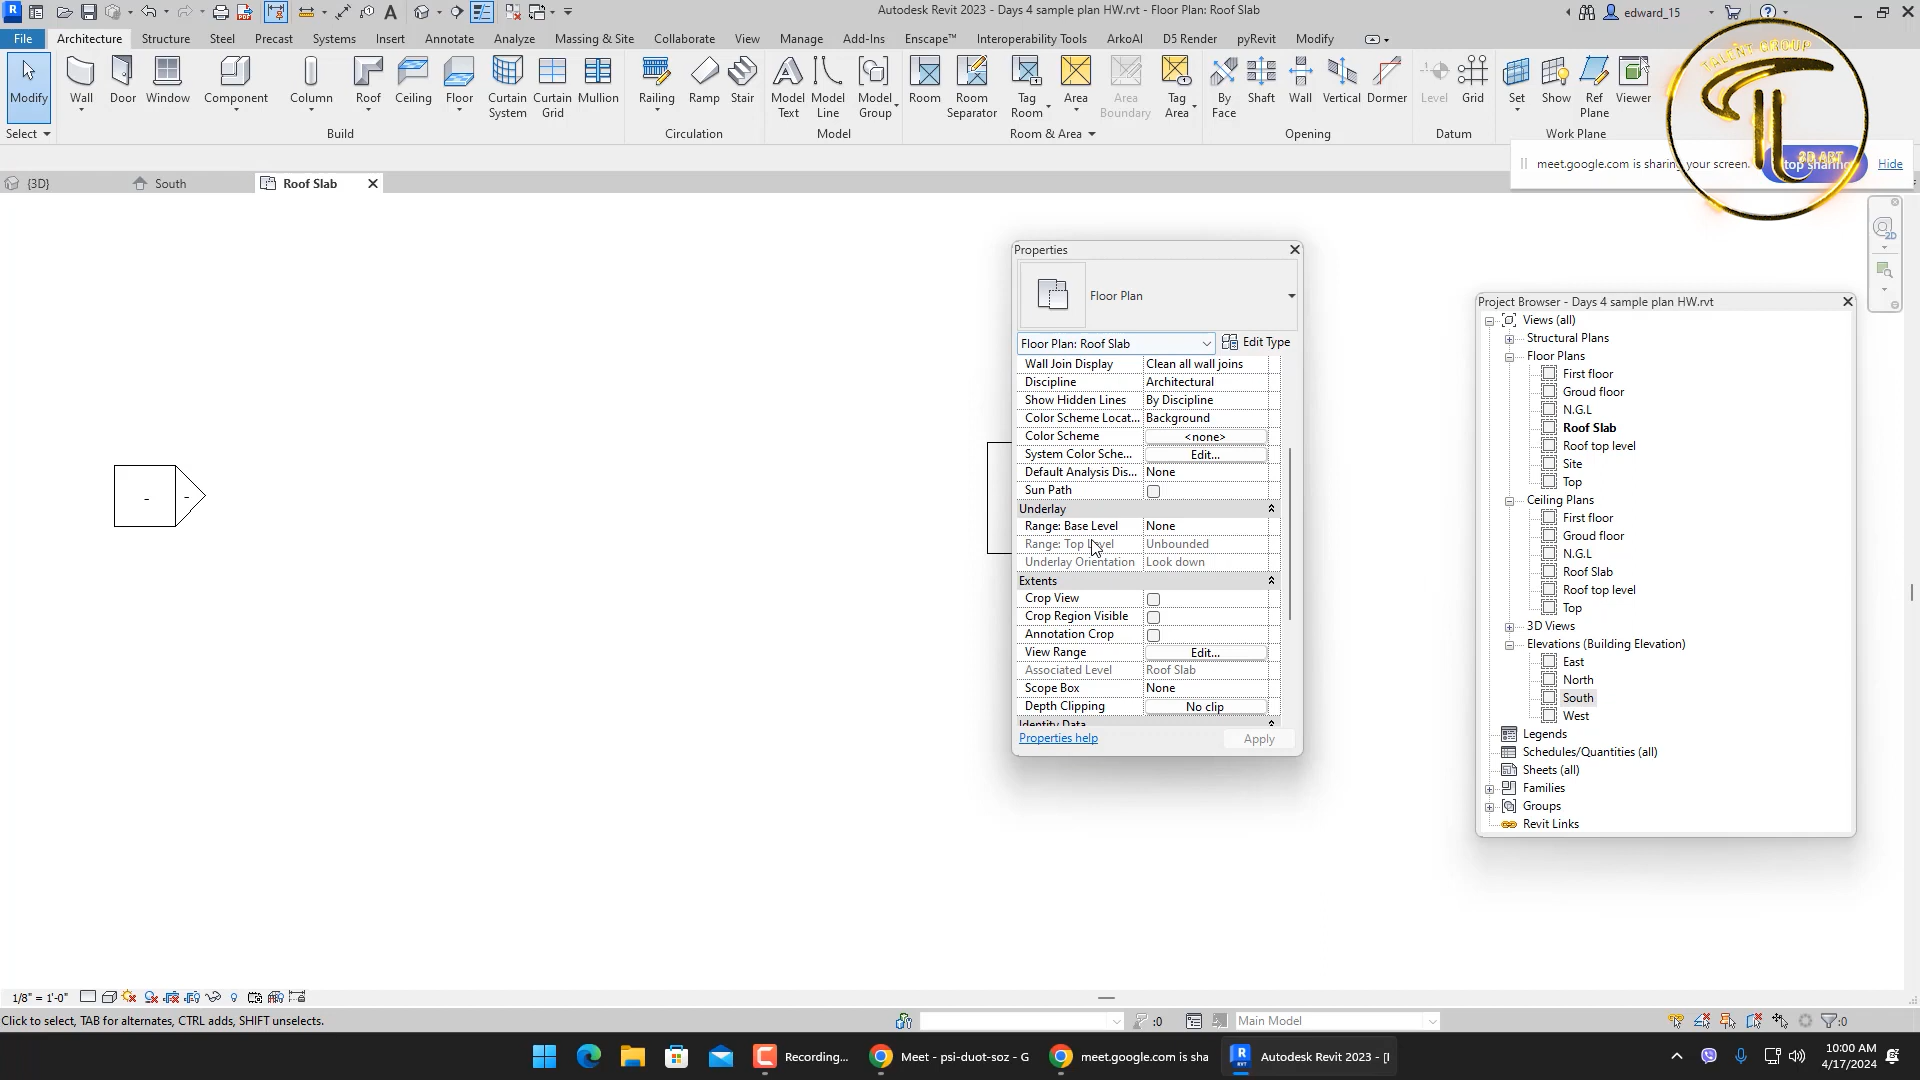 Autodesk Revit 2023 - Days 4 sample plan HW.rvt - Floor Plan: Roof Slab
edward_15
File Architecture Structure Steel Precast Systems Insert Annotate Analyze Massing & Site Collaborate View Manage Add-Ins Enscape™ Interoperability Tools ArkoAI D5 Render pyRevit Modify
Modify Wall Door Window Component Column Roof Ceiling Floor Curtain System Curtain Grid Mullion Railing Ramp Stair Model Text Model Line Model Group Room Room Separator Tag Room Area Area Boundary Tag Area By Face Shaft Wall Vertical Dormer Level Grid Set Show Ref Plane Viewer
Select Build Circulation Model Room & Area Opening Datum Work Plane
TALENT GROUP
3D ART
meet.google.com is sharing your screen.
Hide
{3D} South Roof Slab
Properties
Floor Plan
Floor Plan: Roof Slab Edit Type
Wall Join Display Clean all wall joins
Discipline Architectural
Show Hidden Lines By Discipline
Color Scheme Locat... Background
Color Scheme <none>
System Color Sche... Edit...
Default Analysis Dis... None
Sun Path
Underlay
Range: Base Level None
Range: Top Level Unbounded
Underlay Orientation Look down
Extents
Crop View
Crop Region Visible
Annotation Crop
View Range Edit...
Associated Level Roof Slab
Scope Box None
Depth Clipping No clip
Identity Data
Properties help Apply
Project Browser - Days 4 sample plan HW.rvt
Views (all)
Structural Plans
Floor Plans
First floor
Groud floor
N.G.L
Roof Slab
Roof top level
Site
Top
Ceiling Plans
First floor
Groud floor
N.G.L
Roof Slab
Roof top level
Top
3D Views
Elevations (Building Elevation)
East
North
South
West
Legends
Schedules/Quantities (all)
Sheets (all)
Families
Groups
Revit Links
1/8" = 1'-0"
Click to select, TAB for alternates, CTRL adds, SHIFT unselects.
:0
Main Model
:0
Recording...
Meet - psi-duot-soz - G
meet.google.com is sha
Autodesk Revit 2023 - [
10:00 AM
4/17/2024